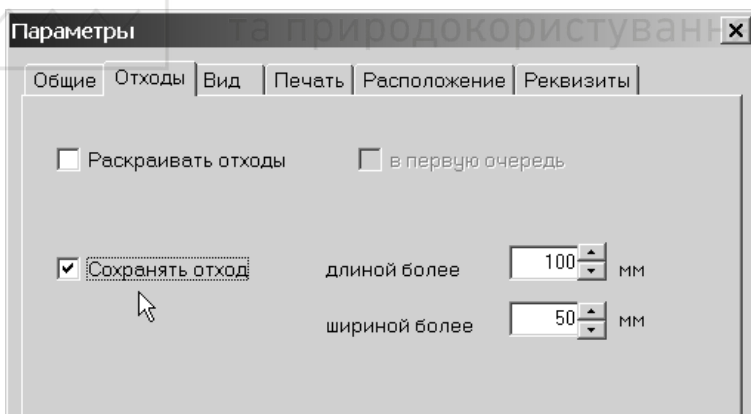 та природокористуванн
Параметры
Общие Отходы Вид Печать Расположение Реквизиты
Раскраивать отходы в первую очередь
Сохранять отход длиной более 100 мм
шириной более 50 мм